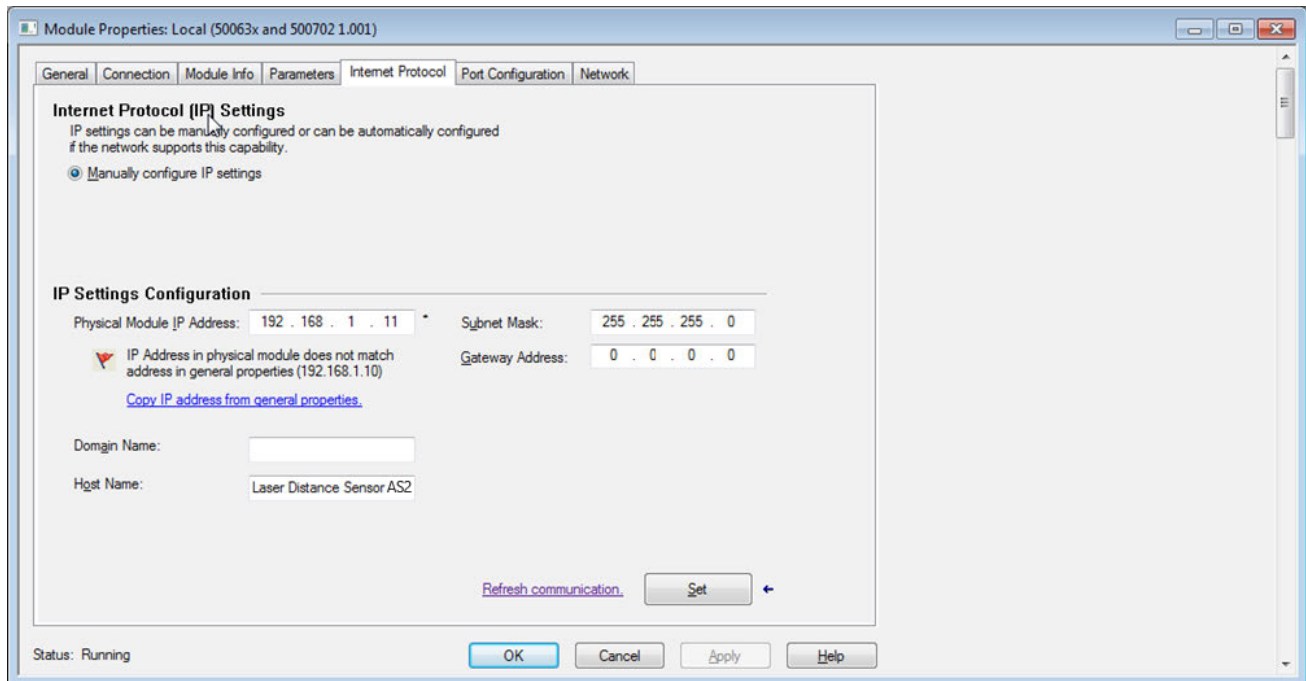 Module Properties: Local (50063x and 500702 1.001)
General Connection Module Info Parameters Internet Protocol Port Configuration Network
Internet Protocol (IP) Settings
IP settings can be manually configured or can be automatically configured
if the network supports this capability.
Manually configure IP settings
IP Settings Configuration
Physical Module IP Address: 192 . 168 . 1 . 11 * Subnet Mask: 255 . 255 . 255 . 0
IP Address in physical module does not match
address in general properties (192.168.1.10)
Gateway Address: 0 . 0 . 0 . 0
Copy IP address from general properties.
Domain Name:
Host Name: Laser Distance Sensor AS2
Refresh communication. Set
Status: Running OK Cancel Apply Help